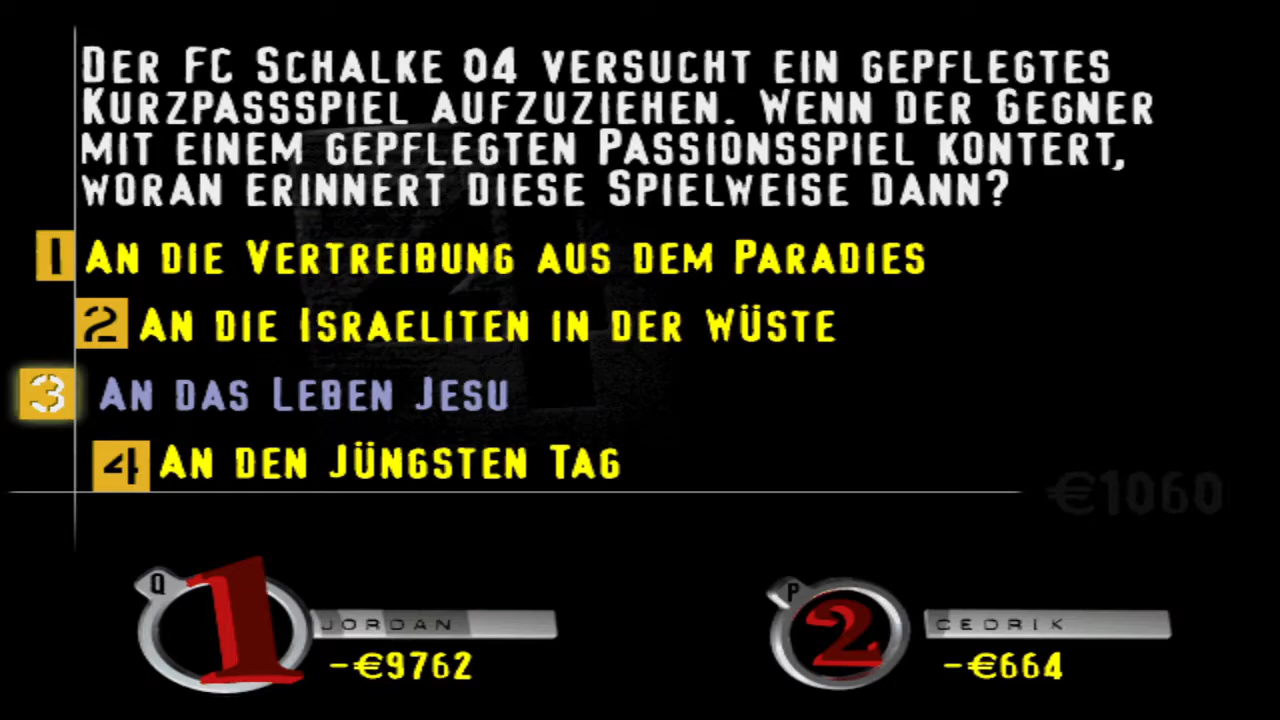 Der FC Schalke 04 versucht ein gepflegtes
Kurzpassspiel aufzuziehen. Wenn der Gegner
mit einem gepflegten Passionsspiel kontert,
woran erinnert diese Spielweise dann?
1 An die Vertreibung aus dem Paradies
2 An die Israeliten in der Wüste
3 An das Leben Jesu
4 An den Jüngsten Tag
€1060
Q 1 JORDAN
-€9762
P 2 CEDRIK
-€664